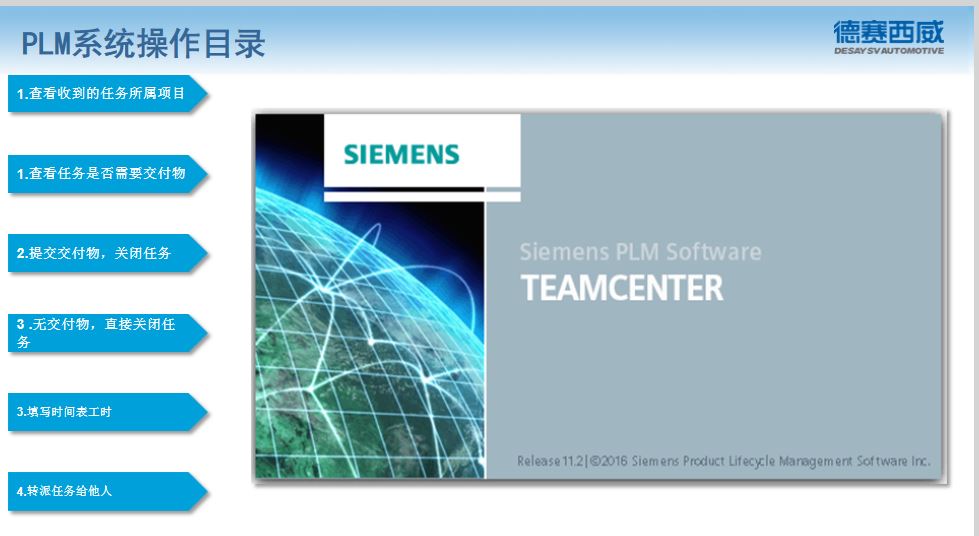 PLM系统操作目录
德赛西威
DESAY SV AUTOMOTIVE
1.查看收到的任务所属项目
1.查看任务是否需要交付物
2.提交交付物，关闭任务
3 .无交付物，直接关闭任
务
3.填写时间表工时
4.转派任务给他人
SIEMENS
Siemens PLM Software
TEAMCENTER
Release 11.2|©2016 Siemens Product Lifecycle Management Software Inc.